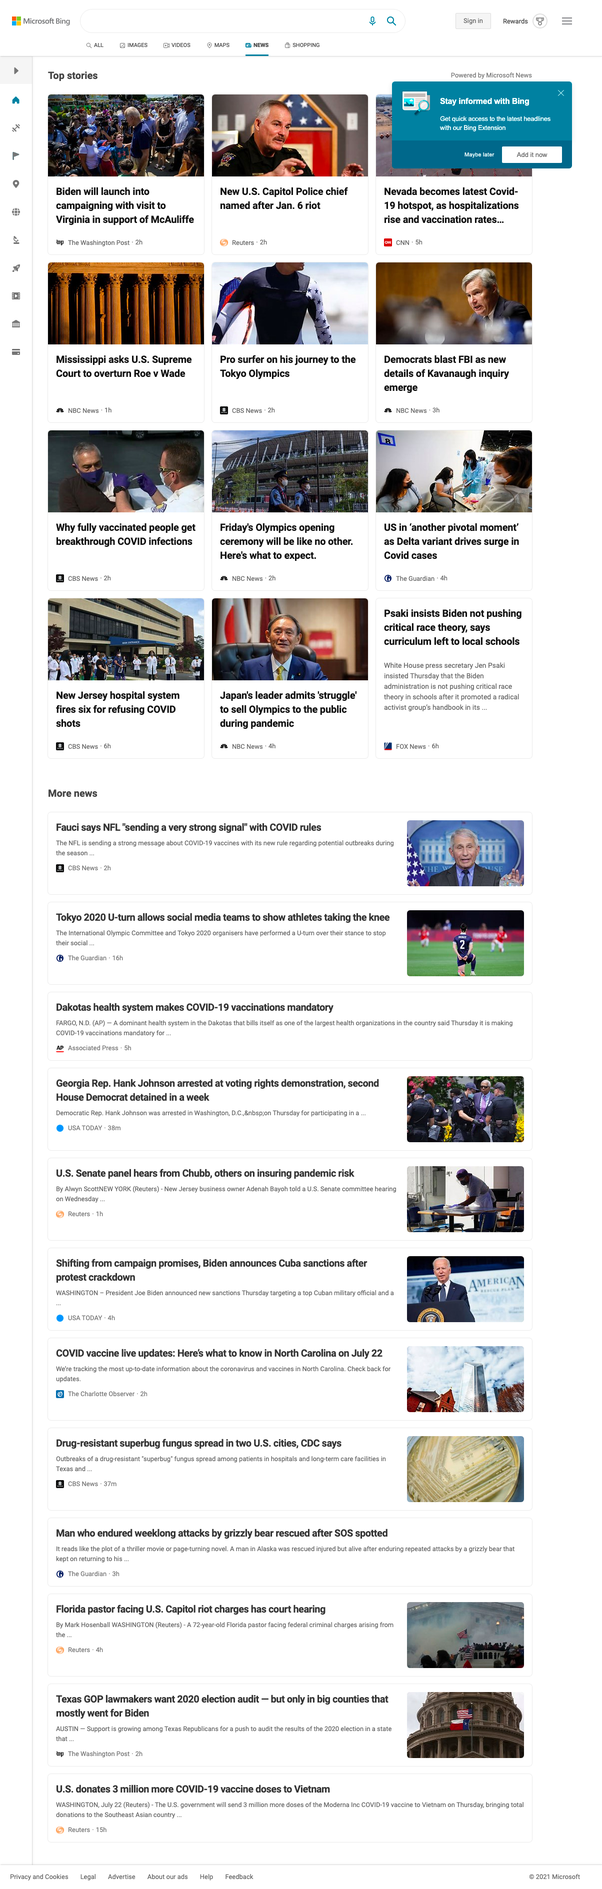 Microsoft Bing
Sign in
Rewards
ALL
IMAGES
VIDEOS
MAPS
NEWS
SHOPPING
Top stories
Powered by Microsoft News
Stay informed with Bing
Get quick access to the latest headlines
with our Bing Extension
Maybe later
Add it now
Biden will launch into
campaigning with visit to
Virginia in support of McAuliffe
The Washington Post · 2h
New U.S. Capitol Police chief
named after Jan. 6 riot
Reuters · 2h
Nevada becomes latest Covid-
19 hotspot, as hospitalizations
rise and vaccination rates...
CNN · 5h
Mississippi asks U.S. Supreme
Court to overturn Roe v Wade
NBC News · 1h
Pro surfer on his journey to the
Tokyo Olympics
CBS News · 2h
Democrats blast FBI as new
details of Kavanaugh inquiry
emerge
NBC News · 3h
Why fully vaccinated people get
breakthrough COVID infections
CBS News · 2h
Friday's Olympics opening
ceremony will be like no other.
Here's what to expect.
NBC News · 2h
US in ‘another pivotal moment’
as Delta variant drives surge in
Covid cases
The Guardian · 4h
New Jersey hospital system
fires six for refusing COVID
shots
CBS News · 6h
Japan's leader admits 'struggle'
to sell Olympics to the public
during pandemic
NBC News · 4h
Psaki insists Biden not pushing
critical race theory, says
curriculum left to local schools
White House press secretary Jen Psaki
insisted Thursday that the Biden
administration is not pushing critical race
theory in schools after it promoted a radical
activist group's handbook in its ...
FOX News · 6h
More news
Fauci says NFL "sending a very strong signal" with COVID rules
The NFL is sending a strong message about COVID-19 vaccines with its new rule regarding potential outbreaks during
the season ...
CBS News · 2h
Tokyo 2020 U-turn allows social media teams to show athletes taking the knee
The International Olympic Committee and Tokyo 2020 organisers have performed a U-turn over their stance to stop
their social ...
The Guardian · 16h
Dakotas health system makes COVID-19 vaccinations mandatory
FARGO, N.D. (AP) — A dominant health system in the Dakotas that bills itself as one of the largest health organizations in the country said Thursday it is making
COVID-19 vaccinations mandatory for ...
AP
Associated Press · 5h
Georgia Rep. Hank Johnson arrested at voting rights demonstration, second
House Democrat detained in a week
Democratic Rep. Hank Johnson was arrested in Washington, D.C.,&nbsp;on Thursday for participating in a ...
USA TODAY · 38m
U.S. Senate panel hears from Chubb, others on insuring pandemic risk
By Alwyn ScottNEW YORK (Reuters) - New Jersey business owner Adenah Bayoh told a U.S. Senate committee hearing
on Wednesday ...
Reuters · 1h
Shifting from campaign promises, Biden announces Cuba sanctions after
protest crackdown
WASHINGTON – President Joe Biden announced new sanctions Thursday targeting a top Cuban military official and a
...
USA TODAY · 4h
COVID vaccine live updates: Here's what to know in North Carolina on July 22
We're tracking the most up-to-date information about the coronavirus and vaccines in North Carolina. Check back for
updates.
The Charlotte Observer · 2h
Drug-resistant superbug fungus spread in two U.S. cities, CDC says
Outbreaks of a drug-resistant "superbug" fungus spread among patients in hospitals and long-term care facilities in
Texas and ...
CBS News · 37m
Man who endured weeklong attacks by grizzly bear rescued after SOS spotted
It reads like the plot of a thriller movie or page-turning novel. A man in Alaska was rescued injured but alive after enduring repeated attacks by a grizzly bear that
kept on returning to his ...
The Guardian · 3h
Florida pastor facing U.S. Capitol riot charges has court hearing
By Mark Hosenball WASHINGTON (Reuters) - A 72-year-old Florida pastor facing federal criminal charges arising from
the ...
Reuters · 4h
Texas GOP lawmakers want 2020 election audit — but only in big counties that
mostly went for Biden
AUSTIN — Support is growing among Texas Republicans for a push to audit the results of the 2020 election in a state
that ...
The Washington Post · 2h
U.S. donates 3 million more COVID-19 vaccine doses to Vietnam
WASHINGTON, July 22 (Reuters) - The U.S. government will send 3 million more doses of the Moderna Inc COVID-19 vaccine to Vietnam on Thursday, bringing total
donations to the Southeast Asian country ...
Reuters · 15h
Privacy and Cookies
Legal
Advertise
About our ads
Help
Feedback
© 2021 Microsoft